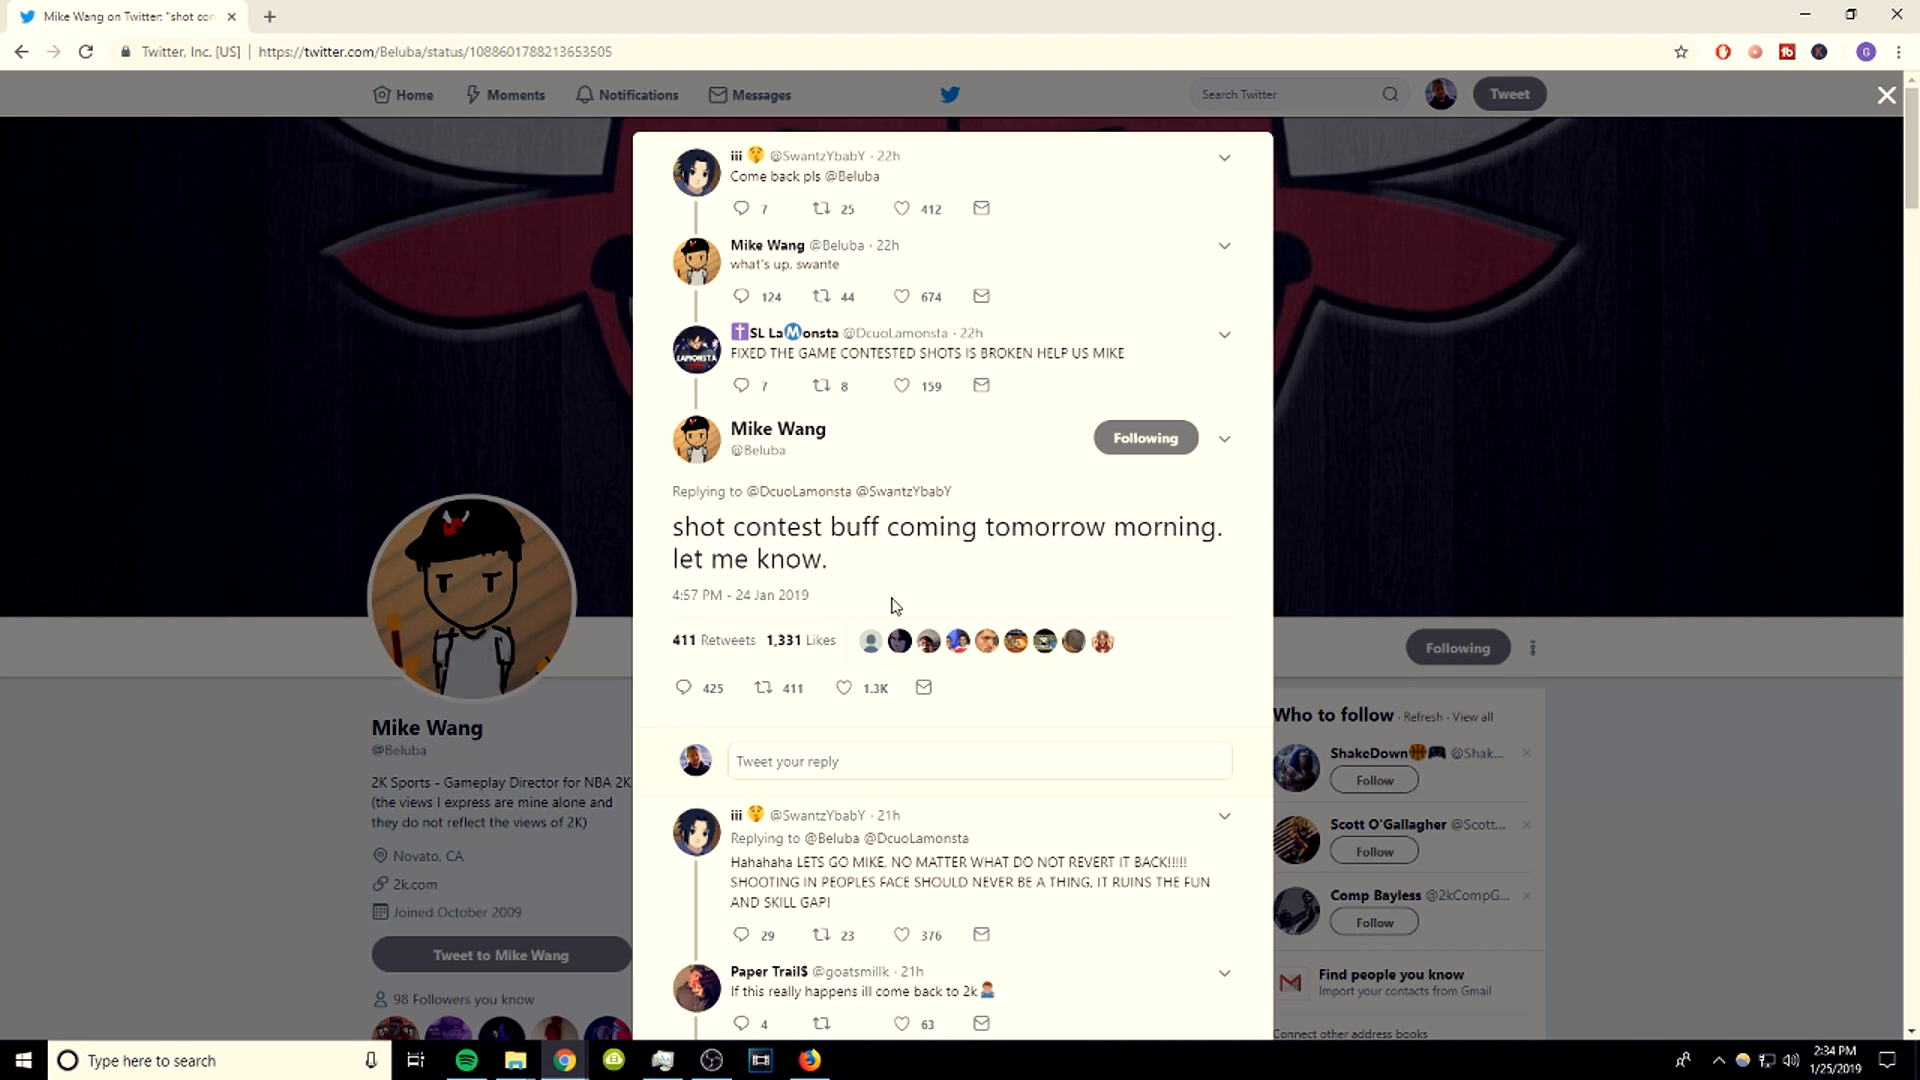 Mike Wang on Twitter: "shot con
Twitter, Inc. [US] https://twitter.com/Beluba/status/1088601788213653505
Home Moments Notifications Messages
Search Twitter
Tweet
iii @SwantzYbabY · 22h
Come back pls @Beluba
7 25 412
Mike Wang @Beluba · 22h
what's up, swante
124 44 674
SL LaMonsta @DcuoLamonsta · 22h
FIXED THE GAME CONTESTED SHOTS IS BROKEN HELP US MIKE
7 8 159
LAMONSTA
Mike Wang
@Beluba
Following
Replying to @DcuoLamonsta @SwantzYbabY
shot contest buff coming tomorrow morning.
let me know.
4:57 PM - 24 Jan 2019
411 Retweets 1,331 Likes
425 411 1.3K
Tweet your reply
iii @SwantzYbabY · 21h
Replying to @Beluba @DcuoLamonsta
Hahahaha LETS GO MIKE, NO MATTER WHAT DO NOT REVERT IT BACK!!!!!
SHOOTING IN PEOPLES FACE SHOULD NEVER BE A THING, IT RUINS THE FUN
AND SKILL GAP!
29 23 376
Paper Trail$ @goatsmillk · 21h
If this really happens ill come back to 2k
4 63
Mike Wang
@Beluba
2K Sports - Gameplay Director for NBA 2K
(the views I express are mine alone and
they do not reflect the views of 2K)
Novato, CA
2k.com
Joined October 2009
Tweet to Mike Wang
98 Followers you know
Following
Who to follow · Refresh · View all
ShakeDown @Shak...
Follow
Scott O'Gallagher @Scott...
Follow
Comp Bayless @2kCompG...
Follow
Find people you know
Import your contacts from Gmail
Connect other address books
Type here to search
2:34 PM
1/25/2019